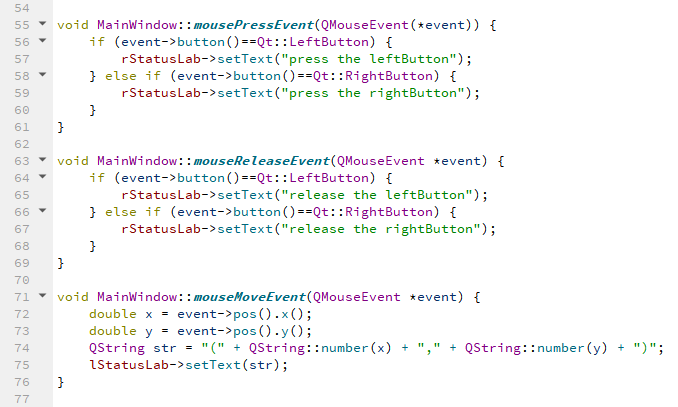 54
55 void MainWindow::mousePressEvent(QMouseEvent(*event)) {
56     if (event->button()==Qt::LeftButton) {
57         rStatusLab->setText("press the leftButton");
58     } else if (event->button()==Qt::RightButton) {
59         rStatusLab->setText("press the rightButton");
60     }
61 }
62
63 void MainWindow::mouseReleaseEvent(QMouseEvent *event) {
64     if (event->button()==Qt::LeftButton) {
65         rStatusLab->setText("release the leftButton");
66     } else if (event->button()==Qt::RightButton) {
67         rStatusLab->setText("release the rightButton");
68     }
69 }
70
71 void MainWindow::mouseMoveEvent(QMouseEvent *event) {
72     double x = event->pos().x();
73     double y = event->pos().y();
74     QString str = "(" + QString::number(x) + "," + QString::number(y) + ")";
75     lStatusLab->setText(str);
76 }
77